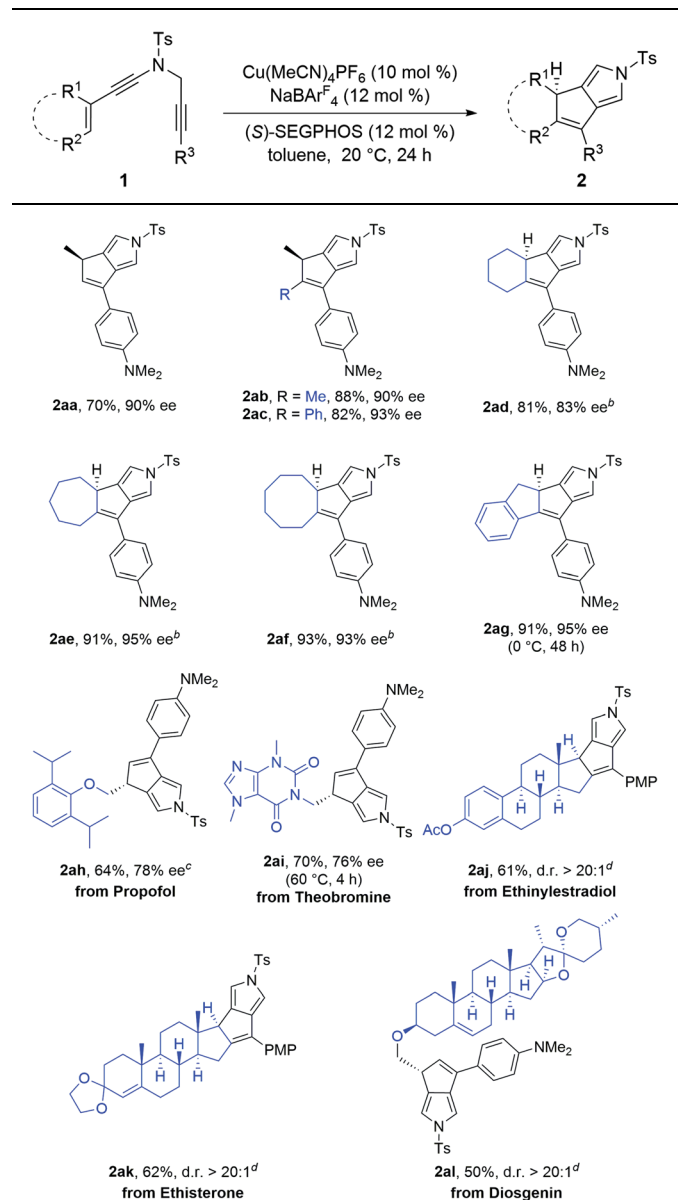 Ts
N
R1
R2
R3
1
Cu(MeCN)4PF6 (10 mol %)
NaBArF4 (12 mol %)
(S)-SEGPHOS (12 mol %)
toluene, 20 °C, 24 h
H
R1
R2
R3
N
Ts
2
N
Ts
NMe2
2aa, 70%, 90% ee
N
Ts
R
NMe2
2ab, R = Me, 88%, 90% ee
2ac, R = Ph, 82%, 93% ee
H
N
Ts
NMe2
2ad, 81%, 83% eeb
H
N
Ts
NMe2
2ae, 91%, 95% eeb
H
N
Ts
NMe2
2af, 93%, 93% eeb
H
N
Ts
NMe2
2ag, 91%, 95% ee
(0 °C, 48 h)
NMe2
O
N
Ts
2ah, 64%, 78% eec
from Propofol
NMe2
N
N
N
N
O
O
N
Ts
2ai, 70%, 76% ee
(60 °C, 4 h)
from Theobromine
Ts
N
H
H
H
H
PMP
AcO
2aj, 61%, d.r. > 20:1d
from Ethinylestradiol
Ts
N
H
H
H
H
PMP
O
O
2ak, 62%, d.r. > 20:1d
from Ethisterone
O
O
H
H
H
H
O
NMe2
N
Ts
2al, 50%, d.r. > 20:1d
from Diosgenin